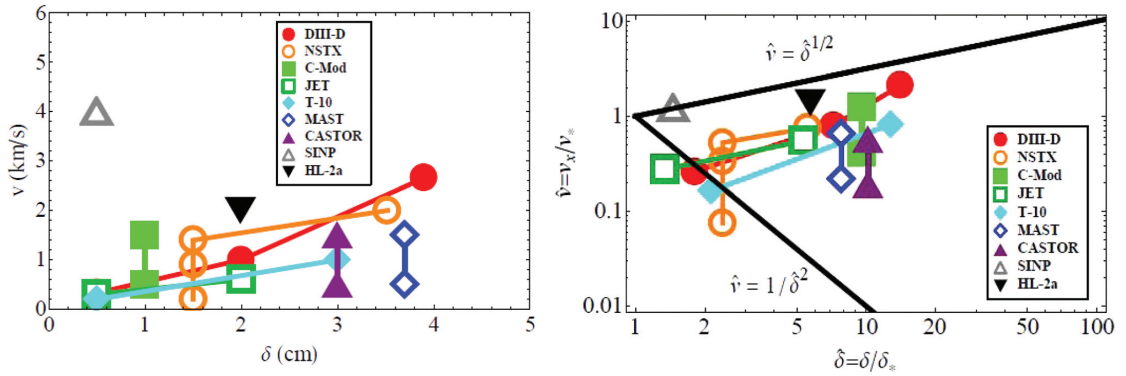 6
5
4
3
2
1
0
v (km/s)
0 1 2 3 4 5
δ (cm)
DIII-D
NSTX
C-Mod
JET
T-10
MAST
CASTOR
SINP
HL-2a
10
1
0.1
0.01
v̂=vₓ/v*
1 2 5 10 20 50 100
δ̂=δ/δ*
v̂ = δ̂^1/2
v̂ = 1/δ̂^2
DIII-D
NSTX
C-Mod
JET
T-10
MAST
CASTOR
SINP
HL-2a